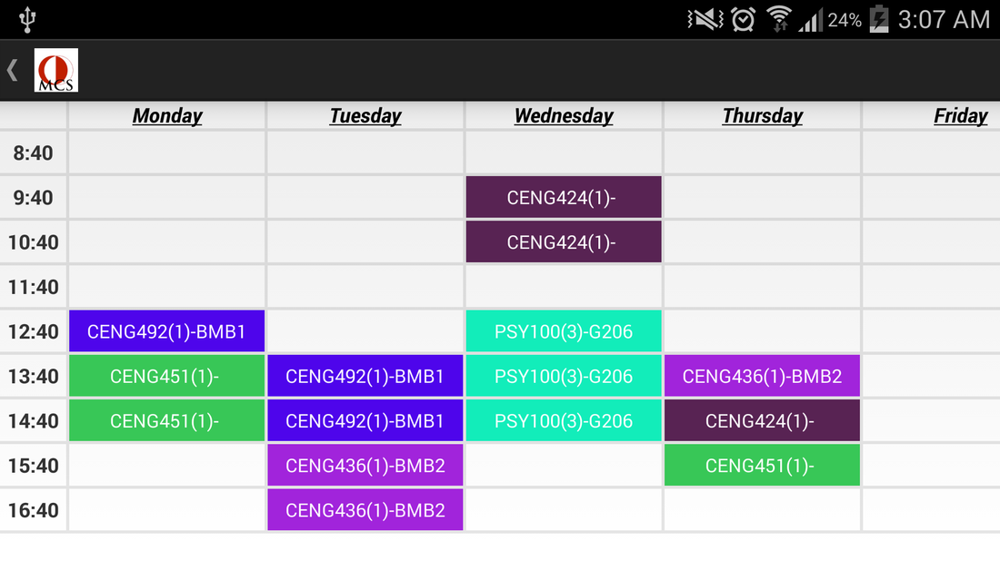 24% 3:07 AM
MCS
Monday Tuesday Wednesday Thursday Friday
8:40
9:40 CENG424(1)-
10:40 CENG424(1)-
11:40
12:40 CENG492(1)-BMB1 PSY100(3)-G206
13:40 CENG451(1)- CENG492(1)-BMB1 PSY100(3)-G206 CENG436(1)-BMB2
14:40 CENG451(1)- CENG492(1)-BMB1 PSY100(3)-G206 CENG424(1)-
15:40 CENG436(1)-BMB2 CENG451(1)-
16:40 CENG436(1)-BMB2